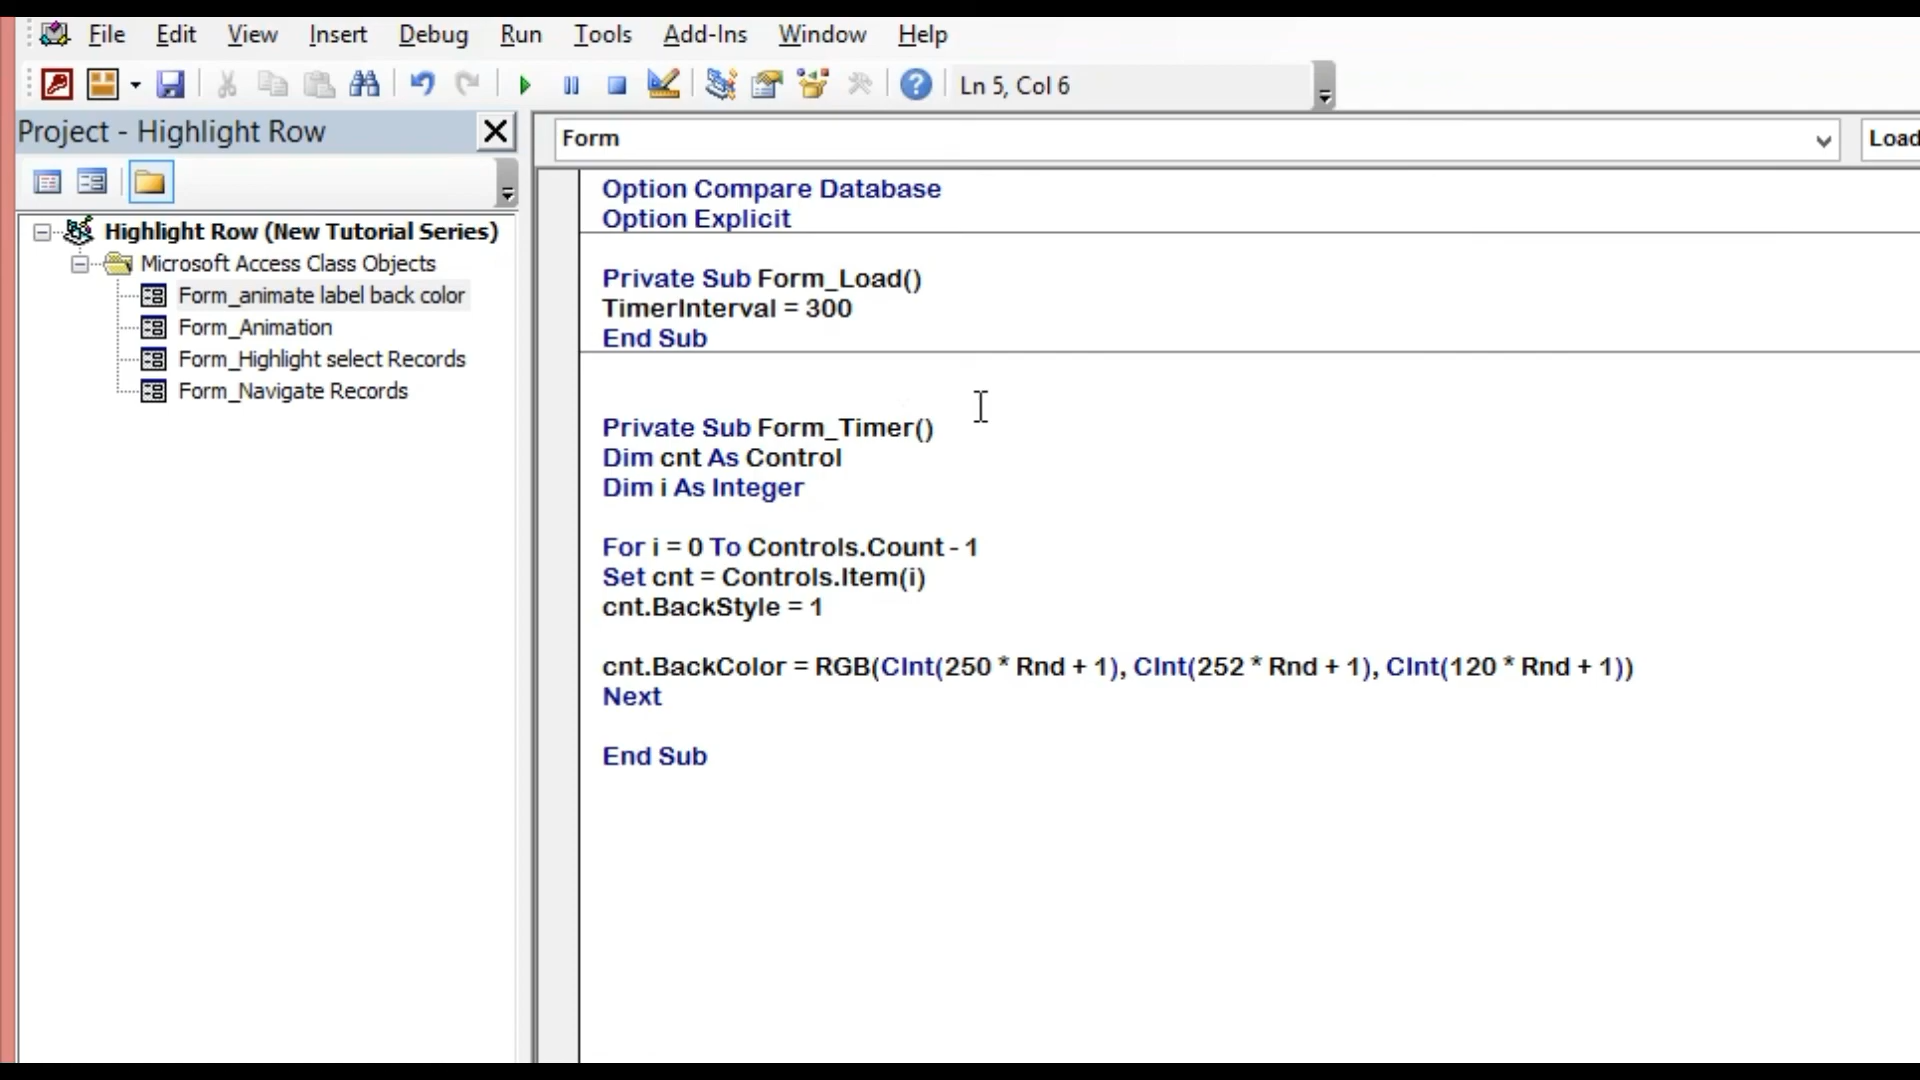 File Edit View Insert Debug Run Tools Add-Ins Window Help
Ln 5, Col 6
Project - Highlight Row
Form
Load
Highlight Row (New Tutorial Series)
Microsoft Access Class Objects
Form_animate label back color
Form_Animation
Form_Highlight select Records
Form_Navigate Records
Option Compare Database
Option Explicit
Private Sub Form_Load()
TimerInterval = 300
End Sub
Private Sub Form_Timer()
Dim cnt As Control
Dim i As Integer
For i = 0 To Controls.Count - 1
Set cnt = Controls.Item(i)
cnt.BackStyle = 1
cnt.BackColor = RGB(CInt(250 * Rnd + 1), CInt(252 * Rnd + 1), CInt(120 * Rnd + 1))
Next
End Sub